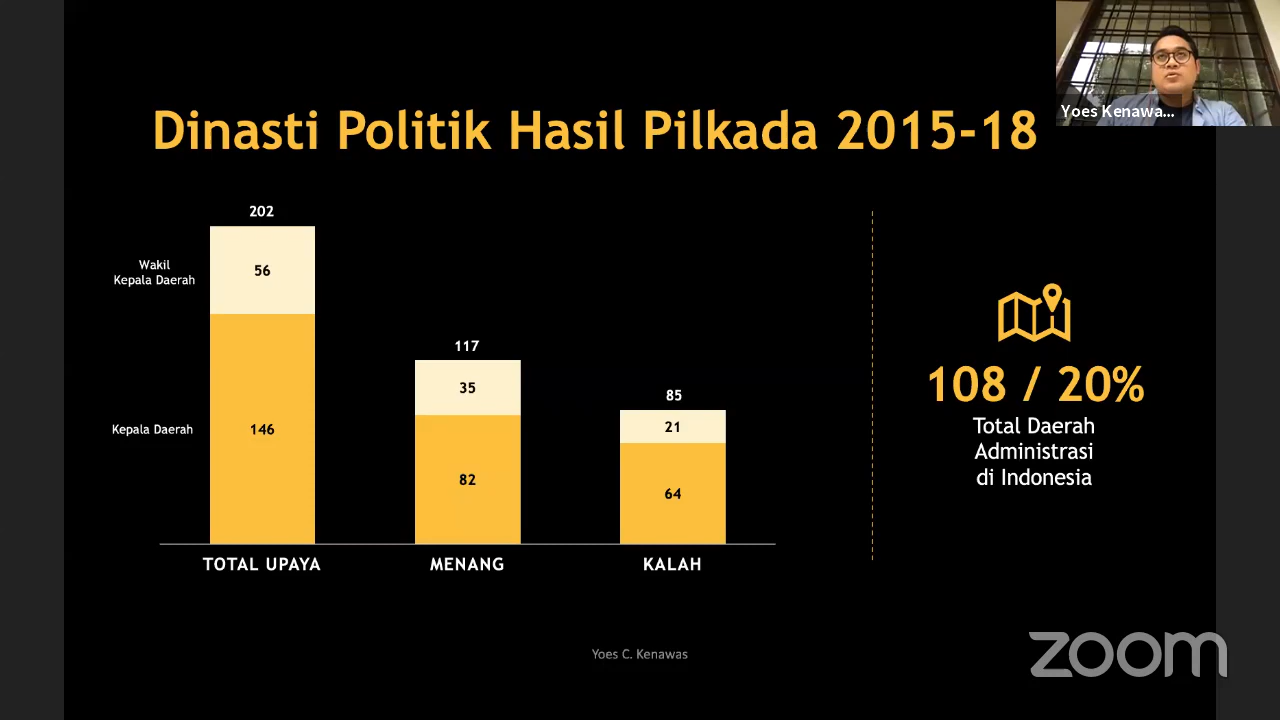 Yoes Kenawa...
Dinasti Politik Hasil Pilkada 2015-18
202
Wakil
Kepala Daerah
56
117
35
85
21
Kepala Daerah
146
82
64
TOTAL UPAYA
MENANG
KALAH
108 / 20%
Total Daerah
Administrasi
di Indonesia
Yoes C. Kenawas
zoom